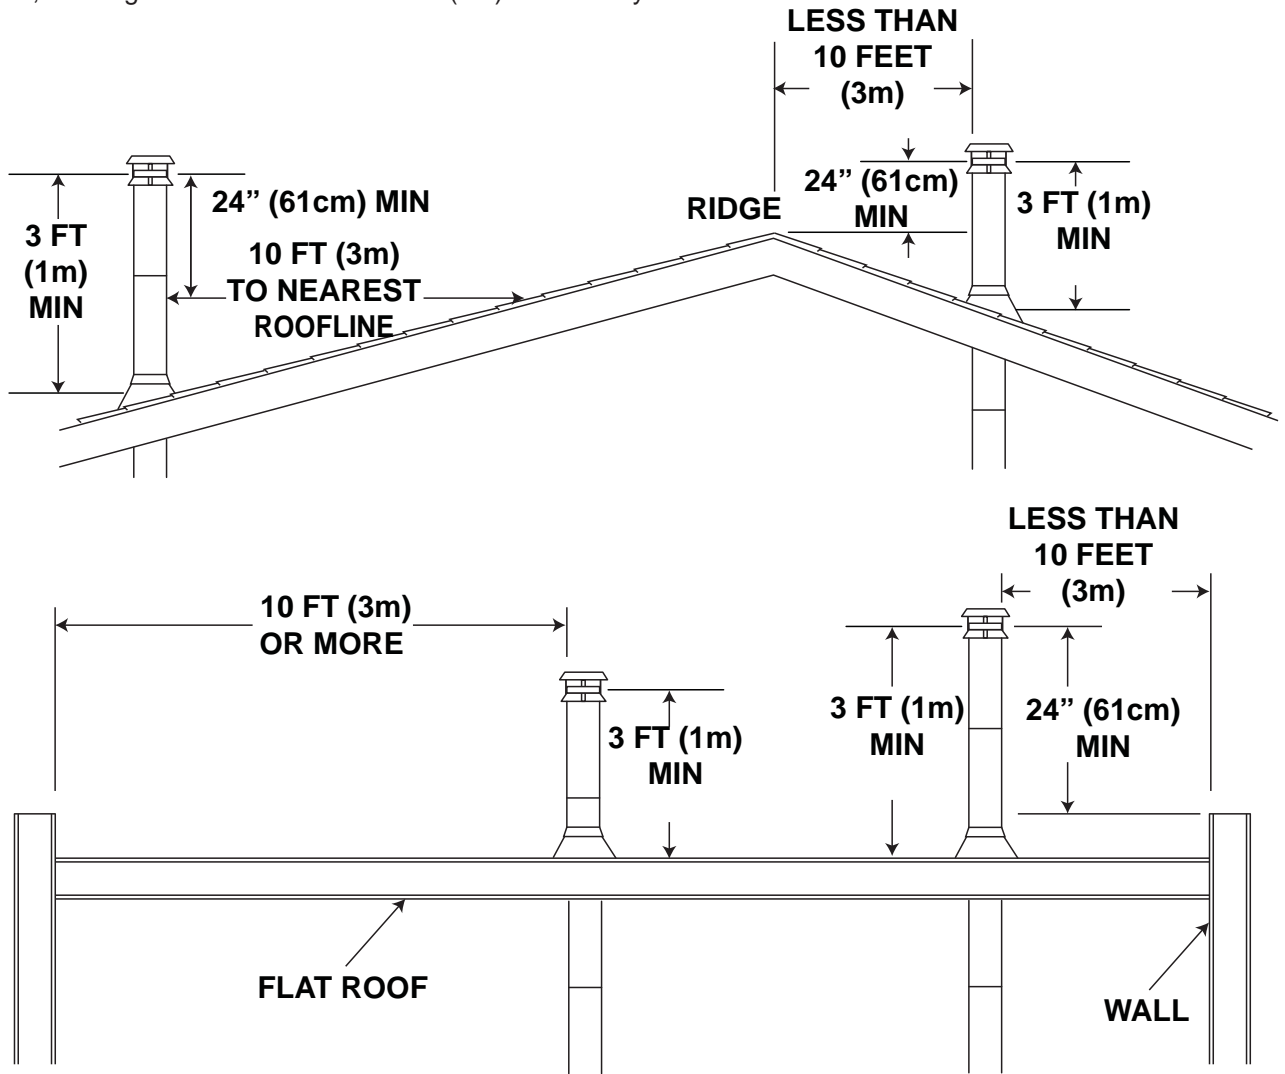 LESS THAN
10 FEET
(3m)
24” (61cm) MIN
3 FT
(1m)
MIN
10 FT (3m)
TO NEAREST
ROOFLINE
RIDGE
24” (61cm)
MIN
3 FT (1m)
MIN
LESS THAN
10 FEET
(3m)
10 FT (3m)
OR MORE
3 FT (1m)
MIN
3 FT (1m)
MIN
24” (61cm)
MIN
FLAT ROOF
WALL